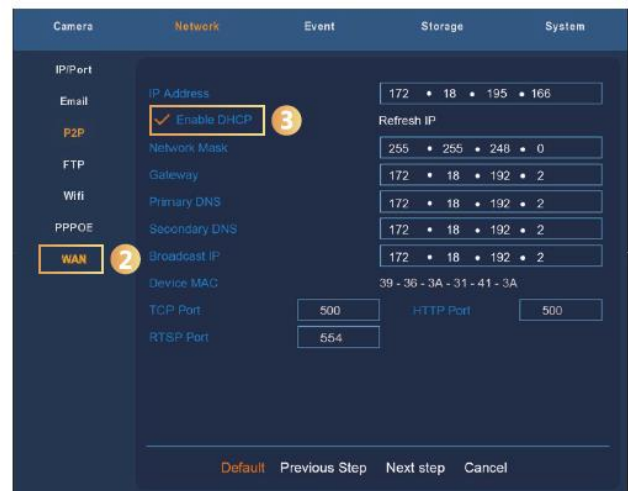 Camera Network Event Storage System
IP/Port
Email
P2P
FTP
Wifi
PPPOE
WAN 2
IP Address 172 • 18 • 195 • 166
✓ Enable DHCP 3 Refresh IP
Network Mask 255 • 255 • 248 • 0
Gateway 172 • 18 • 192 • 2
Primary DNS 172 • 18 • 192 • 2
Secondary DNS 172 • 18 • 192 • 2
Broadcast IP 172 • 18 • 192 • 2
Device MAC 39 - 36 - 3A - 31 - 41 - 3A
TCP Port 500 HTTP Port 500
RTSP Port 554
Default Previous Step Next step Cancel